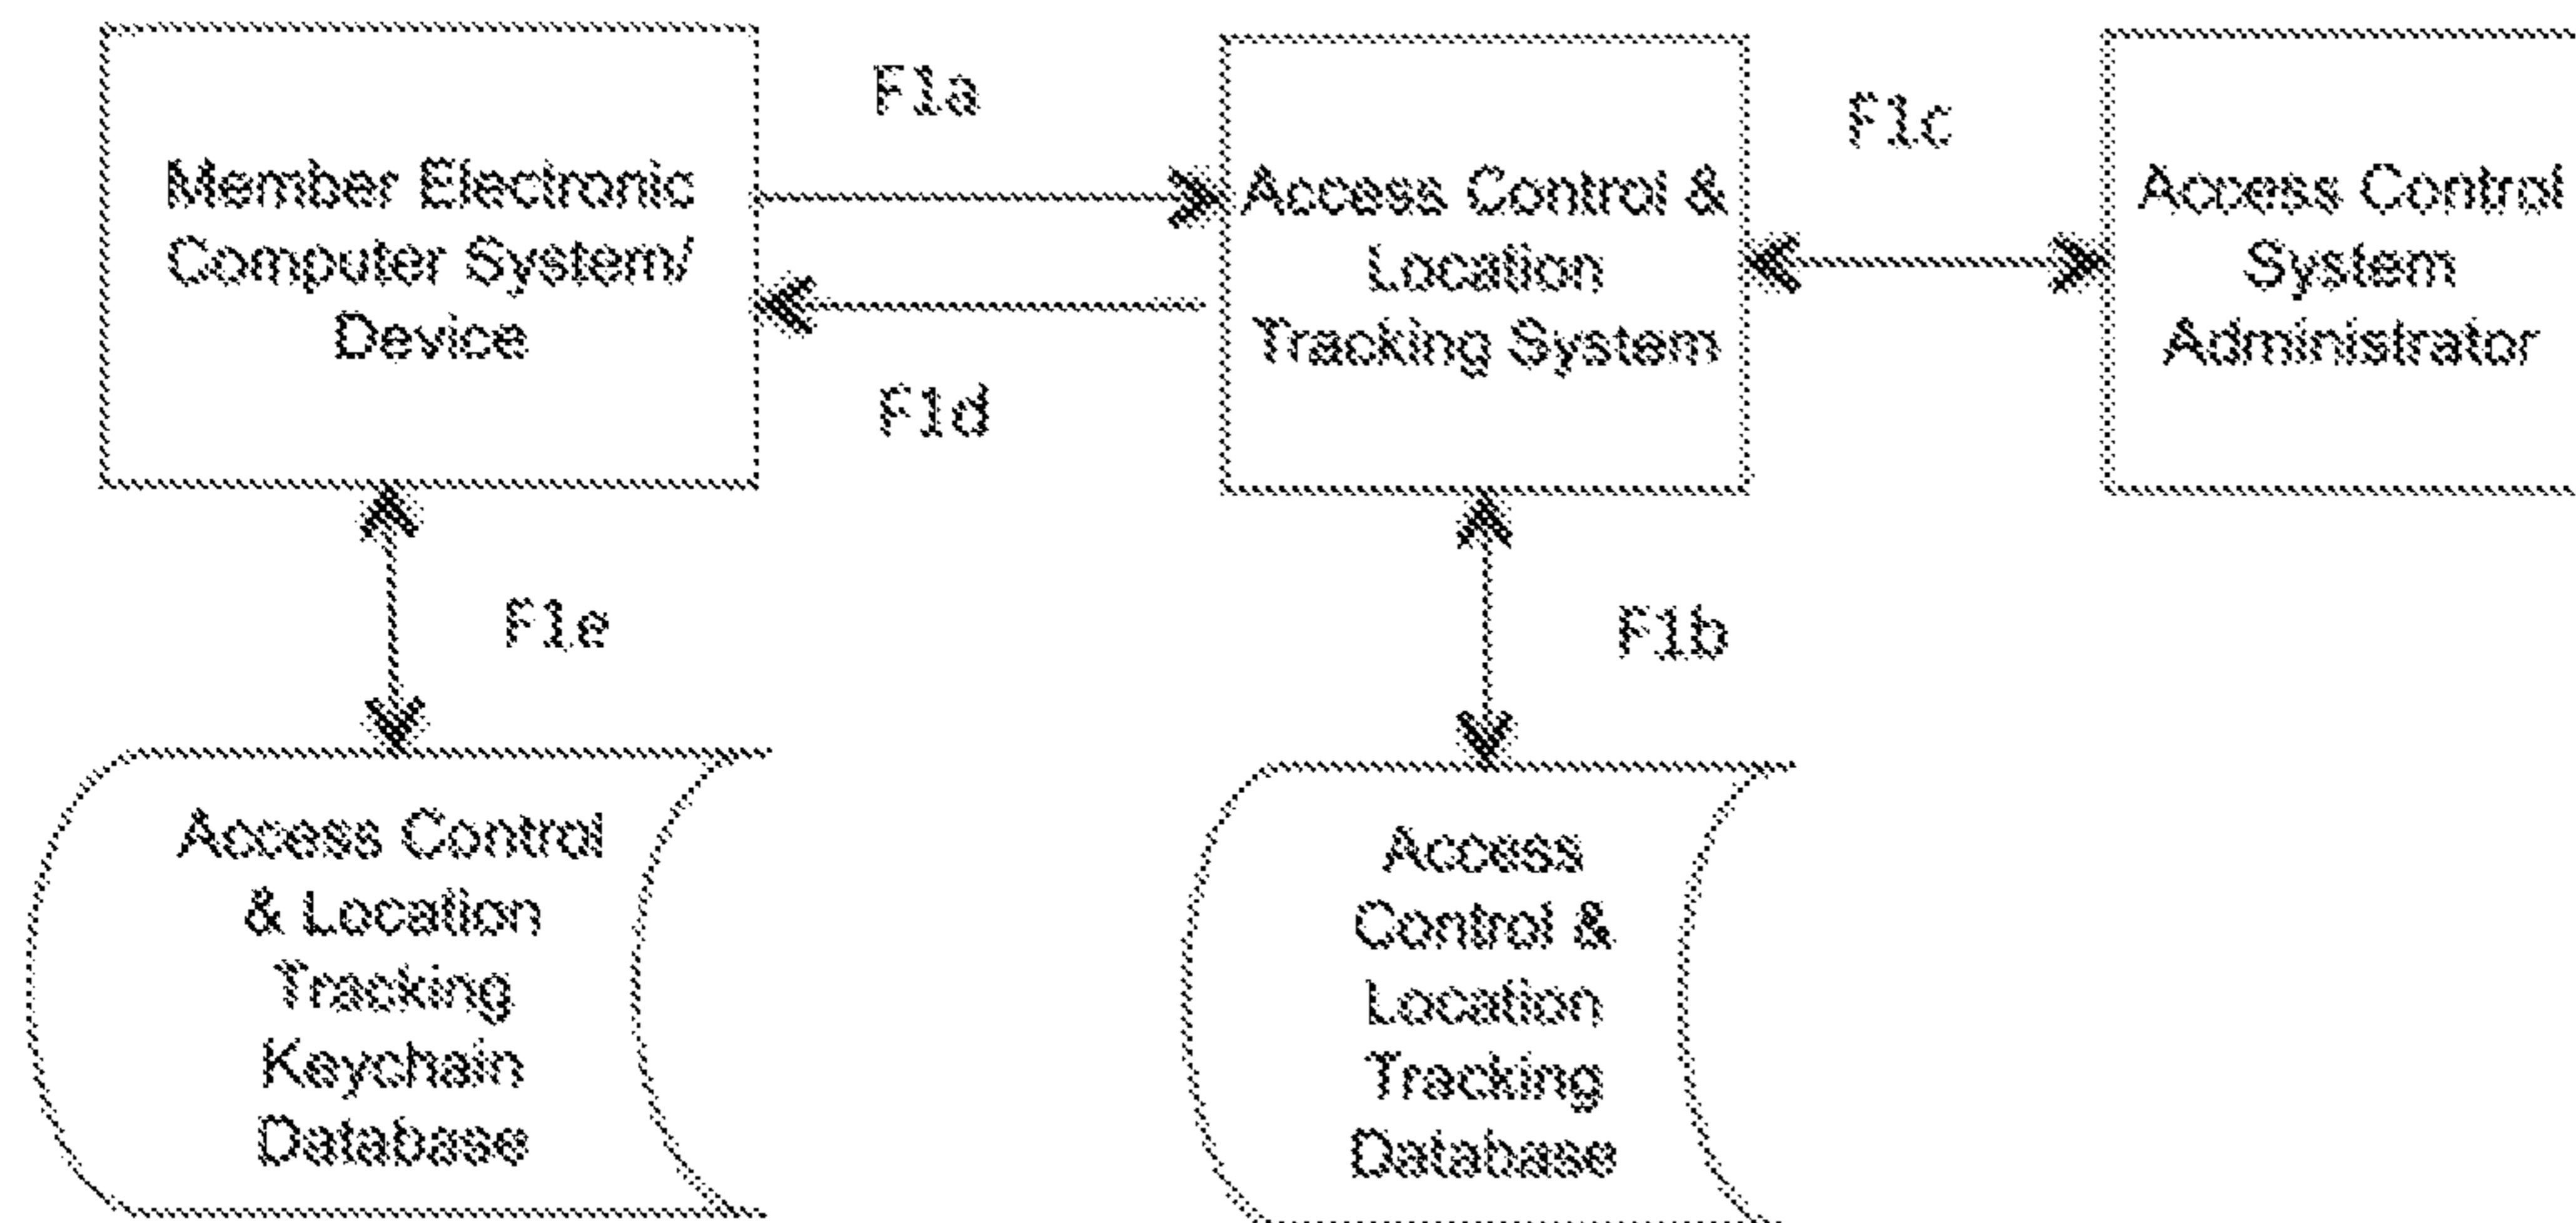 Member Electronic
Computer System/
Device
F1a
F1d
Access Control &
Location
Tracking System
F1c
Access Control
System
Administrator
F1e
F1b
Access Control
& Location
Tracking
Keychain
Database
Access
Control &
Location
Tracking
Database